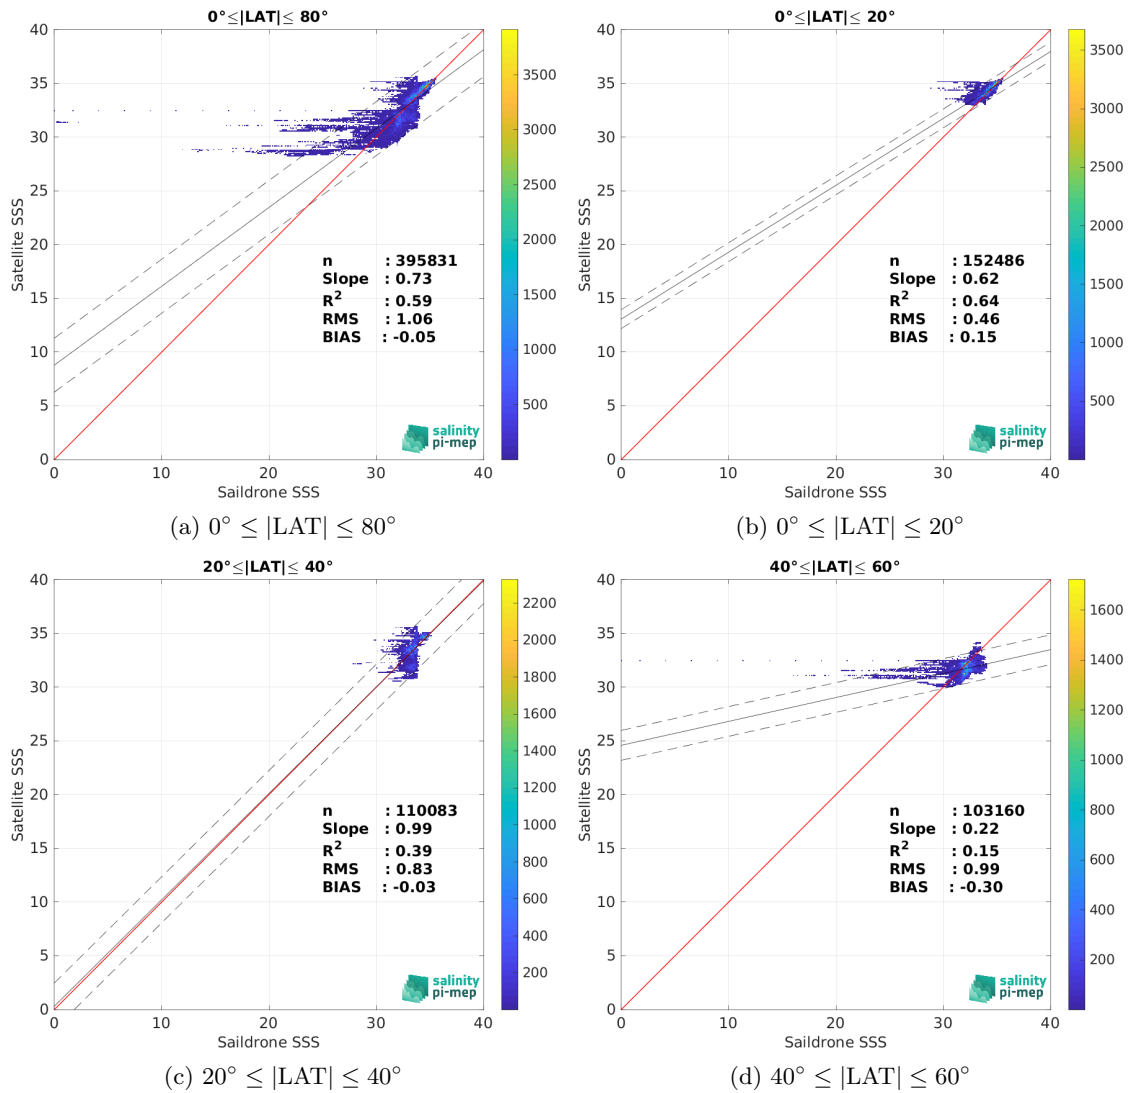 0°≤|LAT|≤ 80°
40
35
30
25
20
15
10
5
0
Satellite SSS
0
10
20
30
40
Saildrone SSS
n : 395831
Slope : 0.73
R² : 0.59
RMS : 1.06
BIAS : -0.05
salinity
pi-mep
3500
3000
2500
2000
1500
1000
500
(a) 0° ≤ |LAT| ≤ 80°
0°≤|LAT|≤ 20°
40
35
30
25
20
15
10
5
0
Satellite SSS
0
10
20
30
40
Saildrone SSS
n : 152486
Slope : 0.62
R² : 0.64
RMS : 0.46
BIAS : 0.15
salinity
pi-mep
3500
3000
2500
2000
1500
1000
500
(b) 0° ≤ |LAT| ≤ 20°
20°≤|LAT|≤ 40°
40
35
30
25
20
15
10
5
0
Satellite SSS
0
10
20
30
40
Saildrone SSS
n : 110083
Slope : 0.99
R² : 0.39
RMS : 0.83
BIAS : -0.03
salinity
pi-mep
2200
2000
1800
1600
1400
1200
1000
800
600
400
200
(c) 20° ≤ |LAT| ≤ 40°
40°≤|LAT|≤ 60°
40
35
30
25
20
15
10
5
0
Satellite SSS
0
10
20
30
40
Saildrone SSS
n : 103160
Slope : 0.22
R² : 0.15
RMS : 0.99
BIAS : -0.30
salinity
pi-mep
1600
1400
1200
1000
800
600
400
200
(d) 40° ≤ |LAT| ≤ 60°